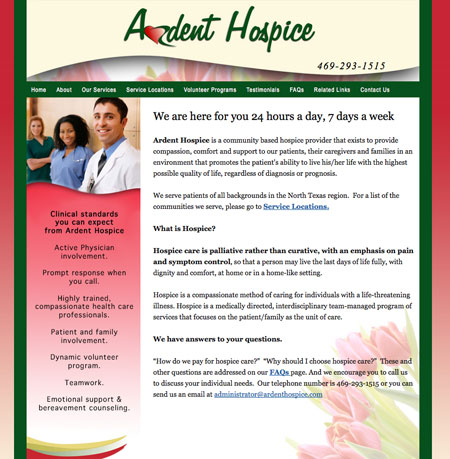 Ardent Hospice
469-293-1515
Home About Our Services Service Locations Volunteer Programs Testimonials FAQs Related Links Contact Us
We are here for you 24 hours a day, 7 days a week
Ardent Hospice is a community based hospice provider that exists to provide
compassion, comfort and support to our patients, their caregivers and families in an
environment that promotes the patient's ability to live his/her life with the highest
possible quality of life, regardless of diagnosis or prognosis.
We serve patients of all backgrounds in the North Texas region. For a list of the
communities we serve, please go to Service Locations.
What is Hospice?
Hospice care is palliative rather than curative, with an emphasis on pain
and symptom control, so that a person may live the last days of life fully, with
dignity and comfort, at home or in a home-like setting.
Hospice is a compassionate method of caring for individuals with a life-threatening
illness. Hospice is a medically directed, interdisciplinary team-managed program of
services that focuses on the patient/family as the unit of care.
We have answers to your questions.
“How do we pay for hospice care?” “Why should I choose hospice care?” These and
other questions are addressed on our FAQs page. And we encourage you to call us
to discuss your individual needs. Our telephone number is 469-293-1515 or you can
send us an email at administrator@ardenthospice.com
Clinical standards
you can expect
from Ardent Hospice
Active Physician
involvement.
Prompt response when
you call.
Highly trained,
compassionate health care
professionals.
Patient and family
involvement.
Dynamic volunteer
program.
Teamwork.
Emotional support &
bereavement counseling.